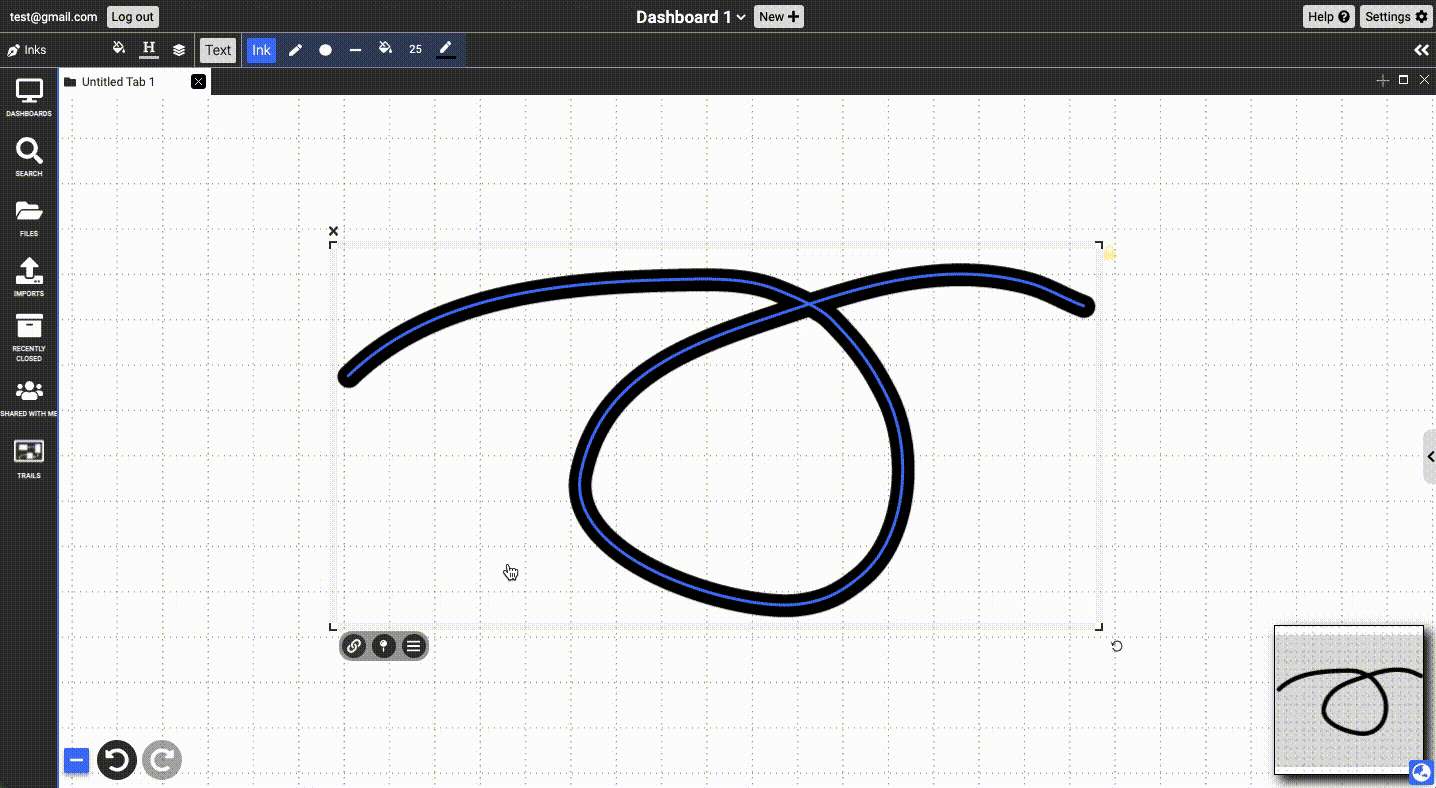 test@gmail.com Log out Dashboard 1 New Help Settings
Inks H Text Ink 25
Untitled Tab 1
DASHBOARDS
SEARCH
FILES
IMPORTS
RECENTLY
CLOSED
SHARED WITH ME
TRAILS